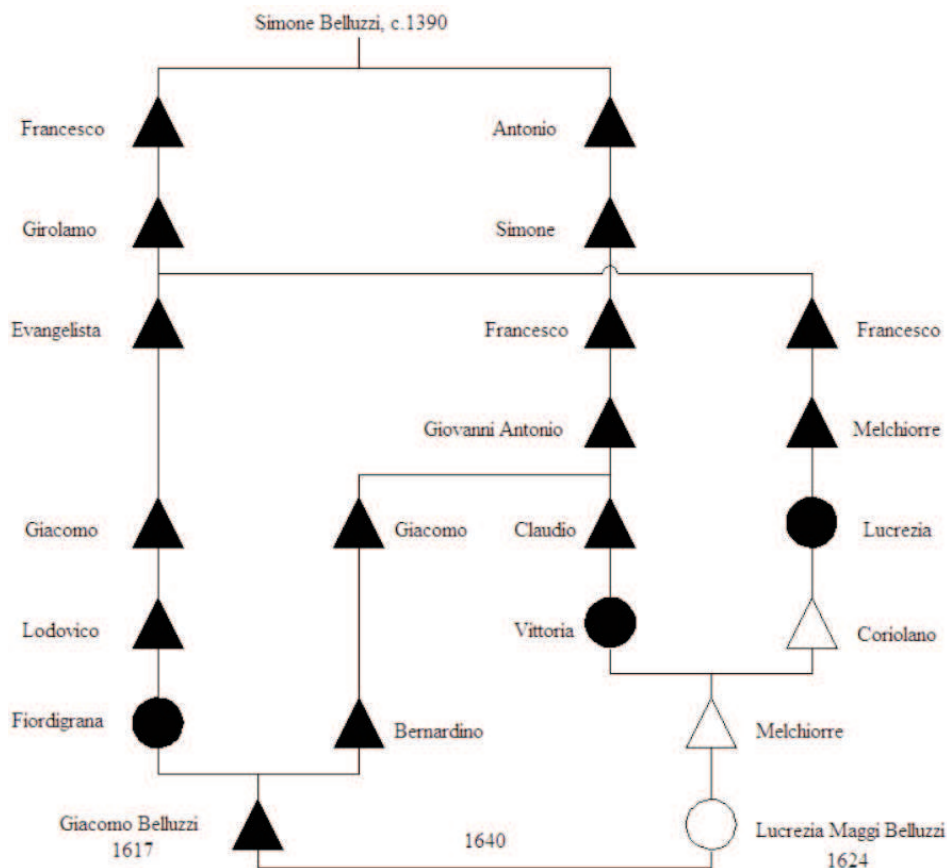 Simone Belluzzi, c.1390
Francesco
Antonio
Girolamo
Simone
Evangelista
Francesco
Francesco
Giovanni Antonio
Melchiorre
Giacomo
Giacomo
Claudio
Lucrezia
Lodovico
Vittoria
Coriolano
Fiordigrana
Bernardino
Melchiorre
Giacomo Belluzzi
1617
1640
Lucrezia Maggi Belluzzi
1624